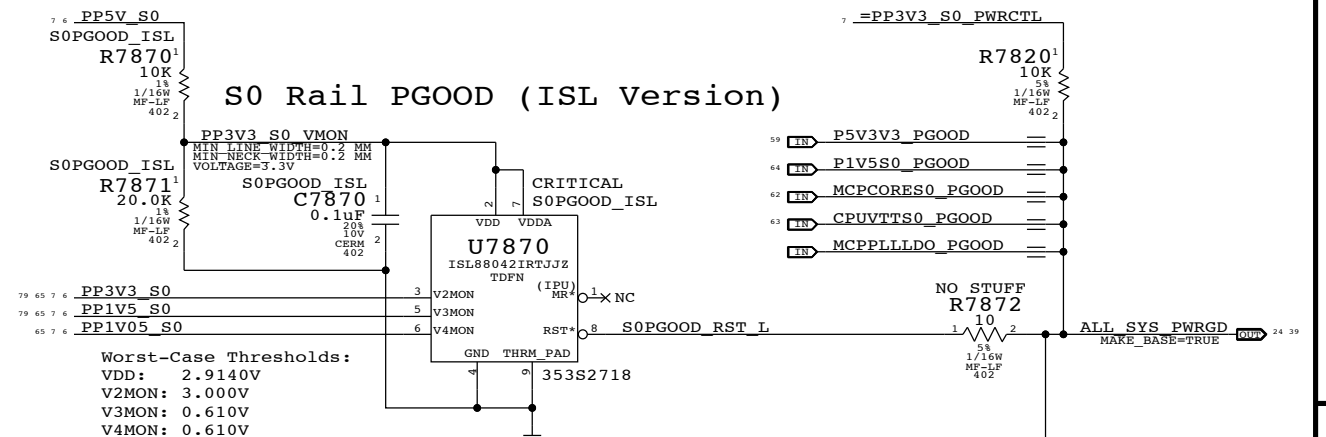 7 6 PP5V_S0
S0PGOOD_ISL
R7870 1
10K
1%
1/16W
MF-LF
402 2
S0 Rail PGOOD (ISL Version)
PP3V3_S0_VMON
MIN_LINE_WIDTH=0.2 MM
MIN_NECK_WIDTH=0.2 MM
VOLTAGE=3.3V
S0PGOOD_ISL
R7871 1
20.0K
1%
1/16W
MF-LF
402 2
S0PGOOD_ISL
C7870 1
0.1uF
20%
10V
CERM
402
2
CRITICAL
S0PGOOD_ISL
2 7
VDD VDDA
U7870
ISL88042IRTJJZ
TDFN
(IPU)
MR* 1 NC
79 65 7 6 PP3V3_S0 3 V2MON
79 65 7 6 PP1V5_S0 5 V3MON
65 7 6 PP1V05_S0 6 V4MON
RST* 8 S0PGOOD_RST_L
GND THRM_PAD
4 9 353S2718
Worst-Case Thresholds:
VDD: 2.9140V
V2MON: 3.000V
V3MON: 0.610V
V4MON: 0.610V
7 =PP3V3_S0_PWRCTL
R7820 1
10K
5%
1/16W
MF-LF
402 2
59 IN P5V3V3_PGOOD
64 IN P1V5S0_PGOOD
62 IN MCPCORES0_PGOOD
63 IN CPUVTTS0_PGOOD
IN MCPPLLLDO_PGOOD
NO STUFF
R7872
1 10 2
5%
1/16W
MF-LF
402
ALL_SYS_PWRGD OUT 24 39
MAKE_BASE=TRUE